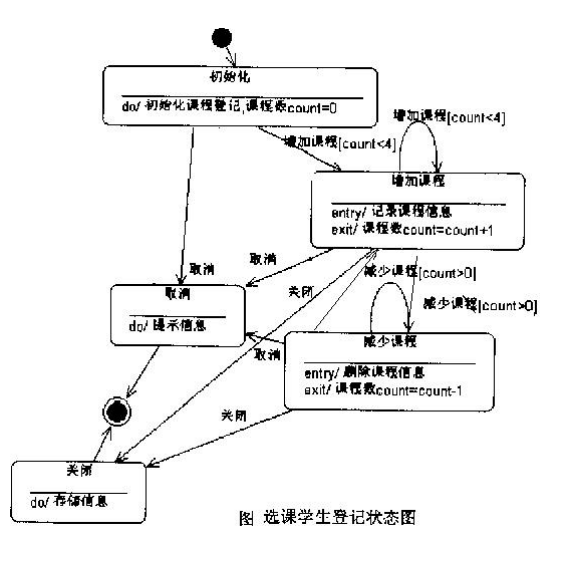 初始化
do/ 初始化课程登记,课程数count=0
增加课程[count<4]
增加课程[count<4]
增加课程
entry/ 记录课程信息
exit/ 课程数count=count+1
取消
取消
关闭
减少课程[count>0]
减少课程[count>0]
取消
do/ 提示信息
减少课程
entry/ 删除课程信息
exit/ 课程数count=count-1
取消
关闭
关闭
do/ 存储信息
图 选课学生登记状态图